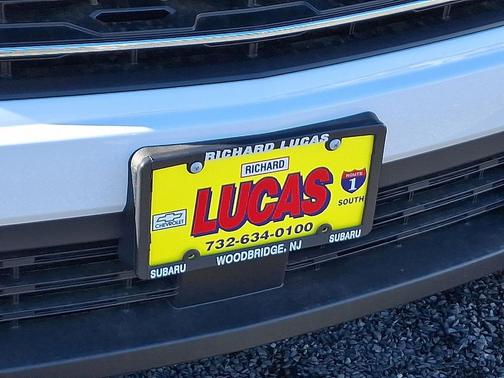 RICHARD LUCAS
RICHARD
LUCAS
ROUTE
1
SOUTH
CHEVROLET
732-634-0100
SUBARU
WOODBRIDGE, NJ
SUBARU